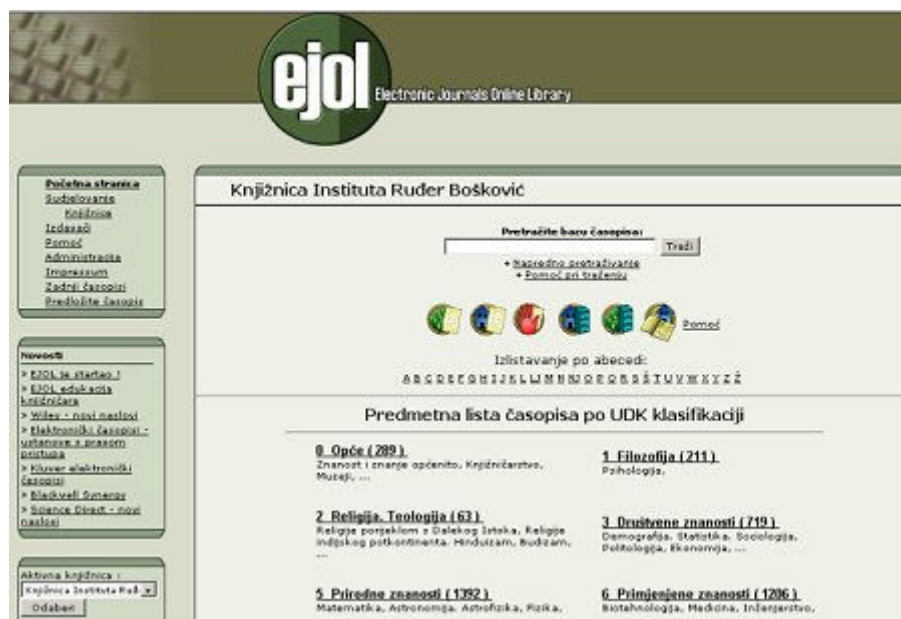 ejol
Electronic Journals Online Library
Početna stranica
Sudjelovanje
Knjižnice
Izdavači
Pomoć
Administracija
Impressum
Zadnji časopisi
Predložite časopis
Novosti
» EJOL je startao !
» EJOL edukacija
knjižničara
» Wiley - novi naslovi
» Elektronički časopisi -
ustanove s pravom
pristupa
» Kluwer elektronički
časopisi
» Blackwell Synergy
» Science Direct - novi
naslovi
Aktivna knjižnica :
Knjižnica Instituta Ruđ
Odaberi
Knjižnica Instituta Ruđer Bošković
Pretražite bazu časopisa:
Traži
Napredno pretraživanje
Pomoć pri traženju
Pomoć
Izlistavanje po abecedi:
A B C D E F G H I J K L LJ M N NJ O P Q R S Š T U V W X Y Z Ž
Predmetna lista časopisa po UDK klasifikaciji
0 Opće ( 289 )
Znanost i znanje općenito, Knjižničarstvo,
Muzeji, ...
1 Filozofija ( 211 )
Psihologija,
2 Religija. Teologija ( 63 )
Religije porijeklom s Dalekog Istoka, Religije
Indijskog potkontinenta. Hinduizam, Budizam,
...
3 Društvene znanosti ( 719 )
Demografija, Statistika, Sociologija,
Politologija, Ekonomija, ...
5 Prirodne znanosti ( 1392 )
Matematika, Astronomija. Astrofizika, Fizika,
6 Primjenjene znanosti ( 1206 )
Biotehnologija, Medicina, Inženjerstvo,